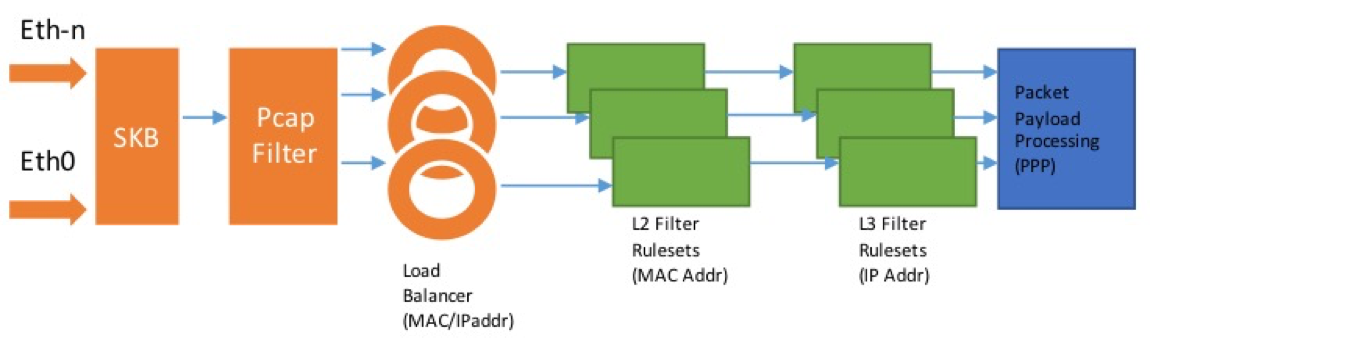 Eth-n
Eth0
SKB
Pcap
Filter
Load
Balancer
(MAC/IPaddr)
L2 Filter
Rulesets
(MAC Addr)
L3 Filter
Rulesets
(IP Addr)
Packet
Payload
Processing
(PPP)